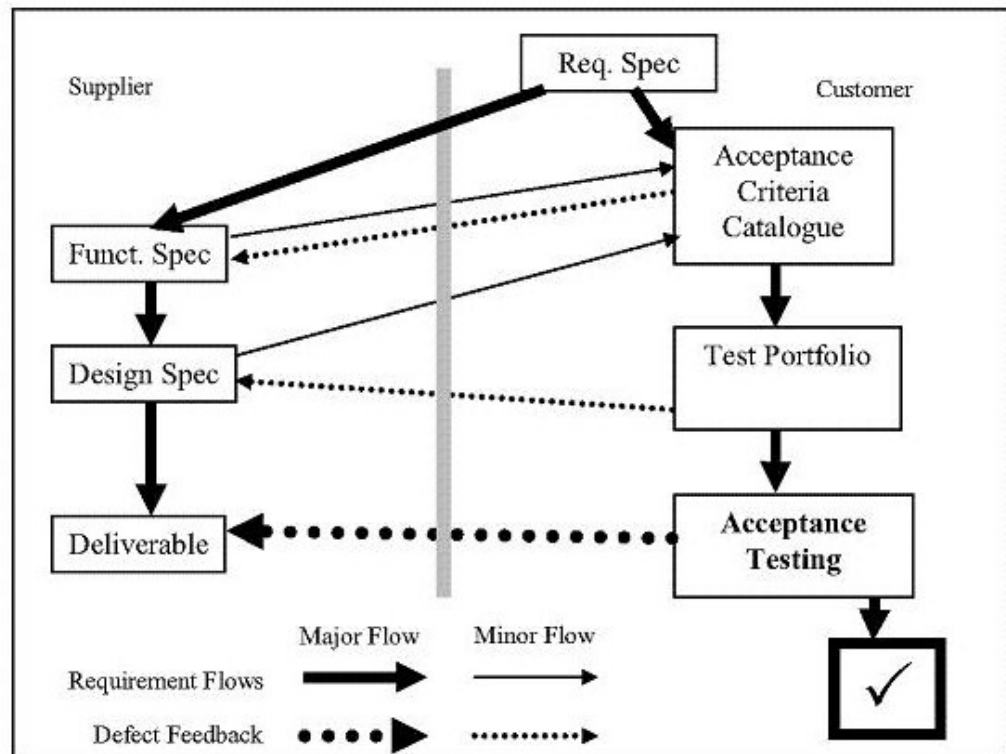 Req. Spec
Supplier
Customer
Acceptance
Criteria
Catalogue
Funct. Spec
Design Spec
Test Portfolio
Deliverable
Acceptance
Testing
Major Flow
Minor Flow
Requirement Flows
Defect Feedback